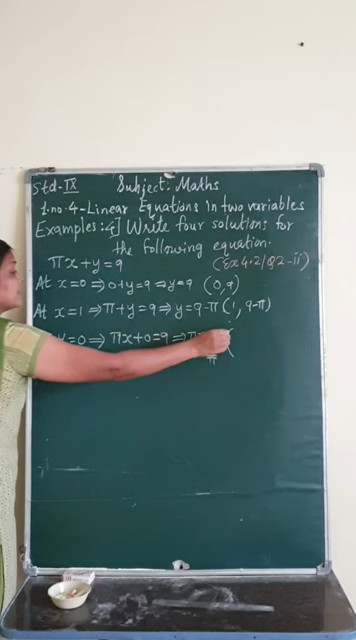 Std-IX Subject: Maths
1.no.4-Linear Equations in two variables
Examples:4] Write four solutions for
the following equation.
πx+y=9 (Ex4.2/Q2-ii)
At x=0⇒0+y=9⇒y=9 (0,9)
At x=1⇒π+y=9⇒y=9-π(1, 9-π)
y=0⇒πx+0=9⇒
π